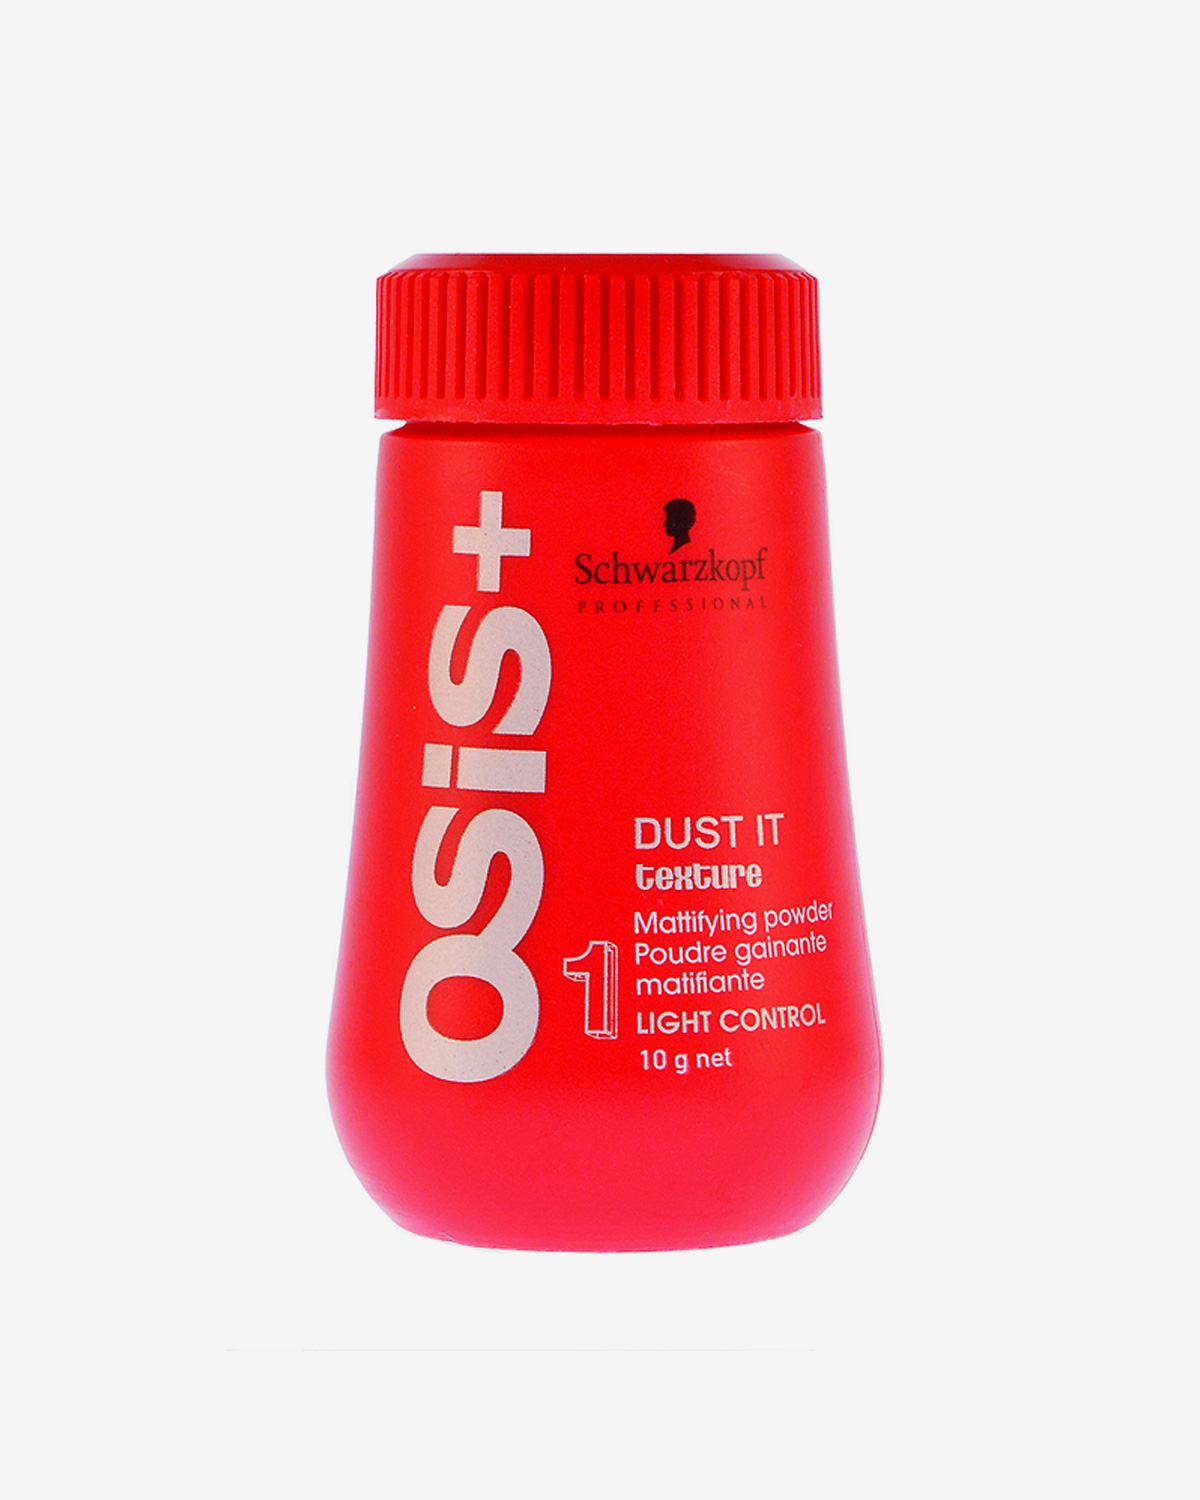 OSiS+
Schwarzkopf
PROFESSIONAL
DUST IT
texture
Mattifying powder
Poudre gainante
matifiante
1
LIGHT CONTROL
10 g net